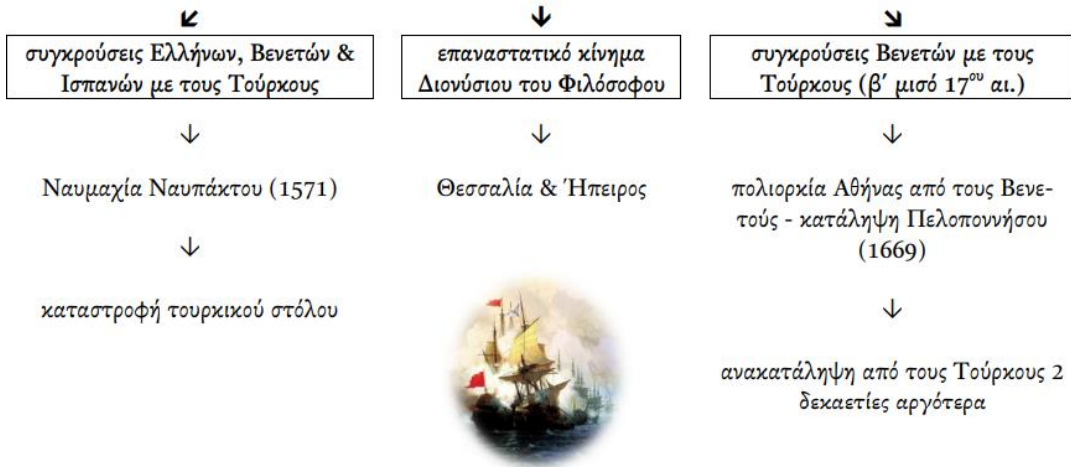 συγκρούσεις Ελλήνων, Βενετών &
Ισπανών με τους Τούρκους
Ναυμαχία Ναυπάκτου (1571)
καταστροφή τουρκικού στόλου
επαναστατικό κίνημα
Διονύσιου του Φιλόσοφου
Θεσσαλία & Ήπειρος
συγκρούσεις Βενετών με τους
Τούρκους (β΄ μισό 17ου αι.)
πολιορκία Αθήνας από τους Βενε-
τούς - κατάληψη Πελοποννήσου
(1669)
ανακατάληψη από τους Τούρκους 2
δεκαετίες αργότερα